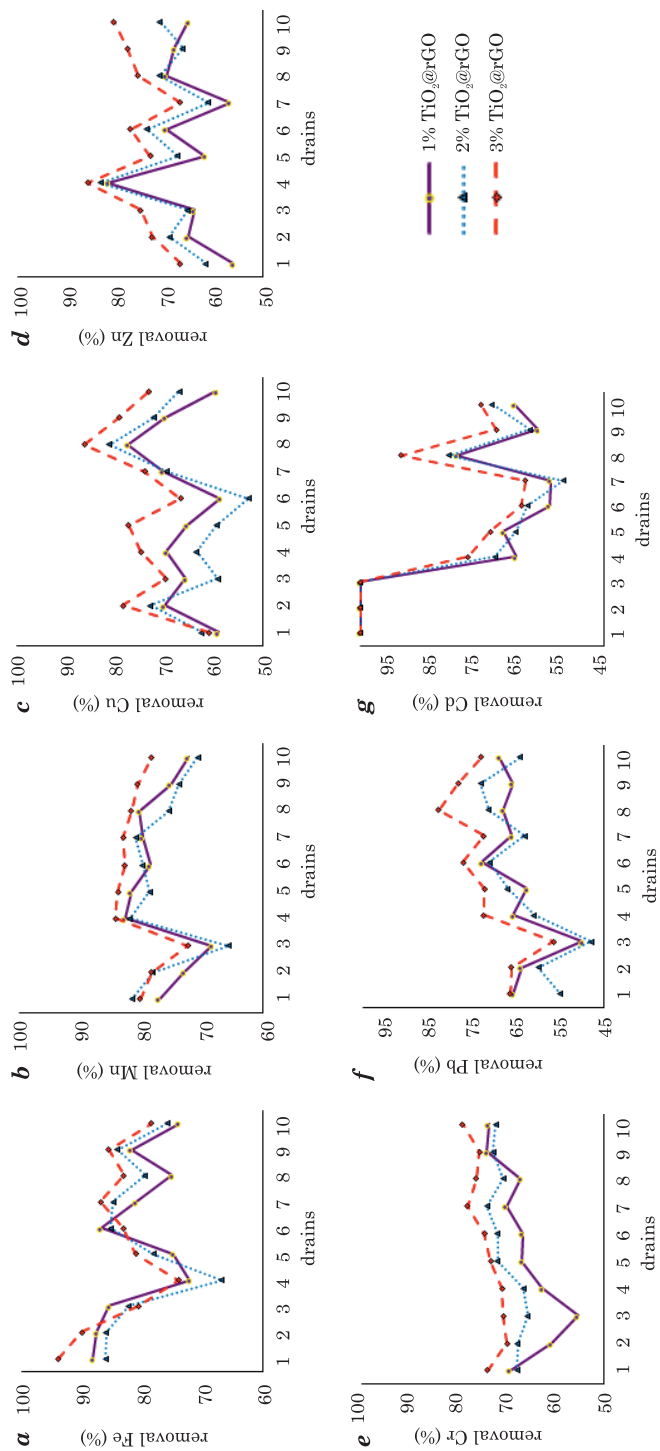 a
removal Fe (%)
100
90
80
70
60
1 2 3 4 5 6 7 8 9 10
drains
b
removal Mn (%)
100
90
80
70
60
1 2 3 4 5 6 7 8 9 10
drains
c
removal Cu (%)
100
90
80
70
60
50
1 2 3 4 5 6 7 8 9 10
drains
d
removal Zn (%)
100
90
80
70
60
50
1 2 3 4 5 6 7 8 9 10
drains
e
removal Cr (%)
100
90
80
70
60
50
1 2 3 4 5 6 7 8 9 10
drains
f
removal Pb (%)
95
85
75
65
55
45
1 2 3 4 5 6 7 8 9 10
drains
g
removal Cd (%)
95
85
75
65
55
45
1 2 3 4 5 6 7 8 9 10
drains
1% TiO₂@rGO
2% TiO₂@rGO
3% TiO₂@rGO